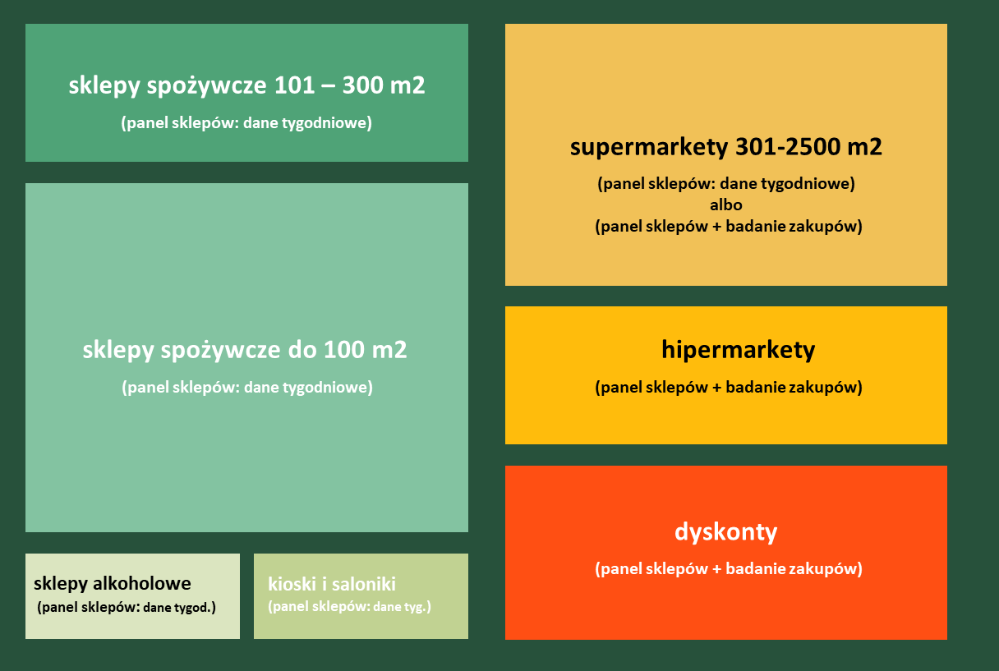 sklepy spożywcze 101 – 300 m2
(panel sklepów: dane tygodniowe)
sklepy spożywcze do 100 m2
(panel sklepów: dane tygodniowe)
sklepy alkoholowe
(panel sklepów: dane tygod.)
kioski i saloniki
(panel sklepów: dane tyg.)
supermarkety 301-2500 m2
(panel sklepów: dane tygodniowe)
albo
(panel sklepów + badanie zakupów)
hipermarkety
(panel sklepów + badanie zakupów)
dyskonty
(panel sklepów + badanie zakupów)